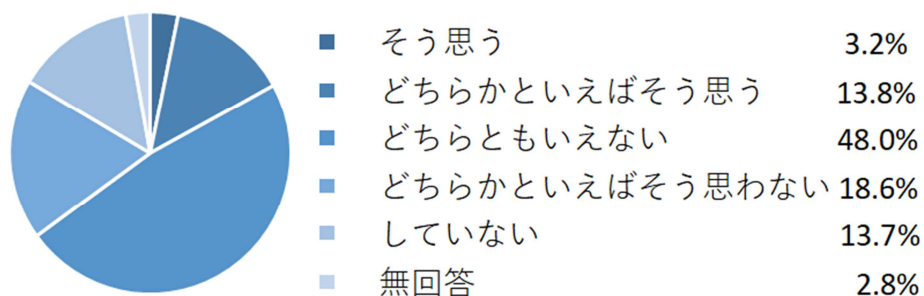 そう思う 3.2%
どちらかといえばそう思う 13.8%
どちらともいえない 48.0%
どちらかといえばそう思わない 18.6%
していない 13.7%
無回答 2.8%